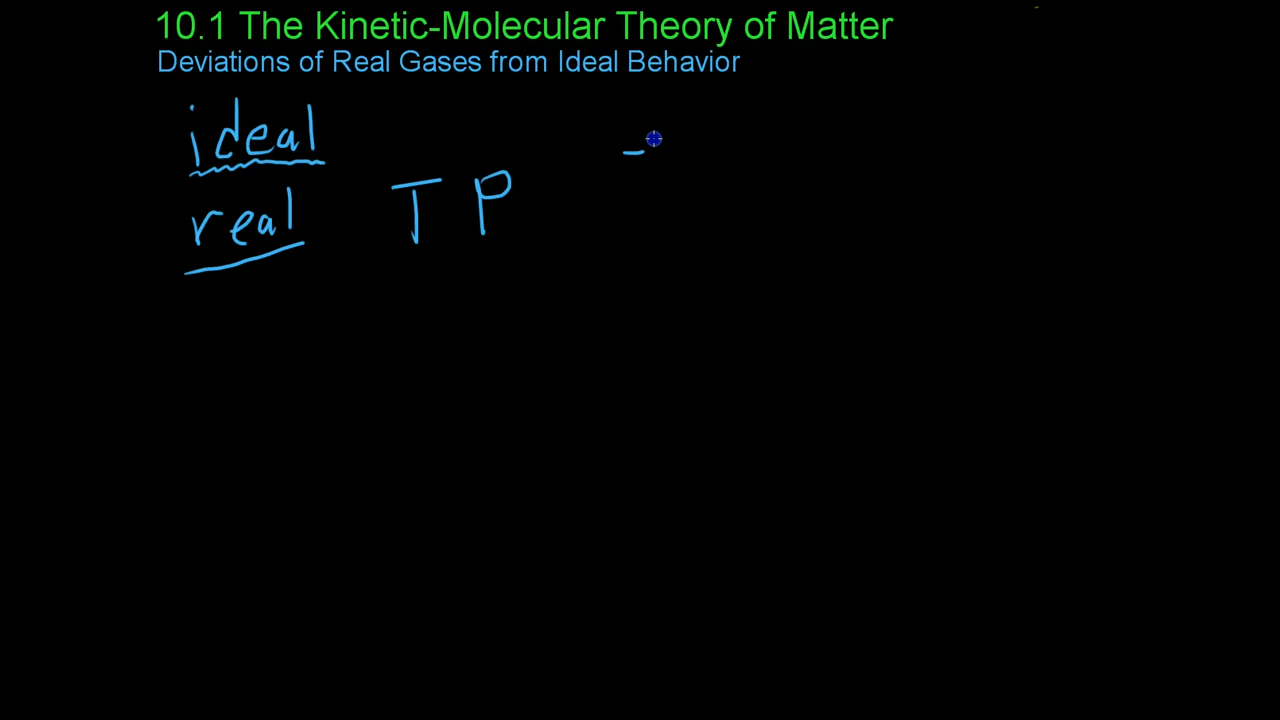 10.1 The Kinetic-Molecular Theory of Matter
Deviations of Real Gases from Ideal Behavior
ideal
real T P